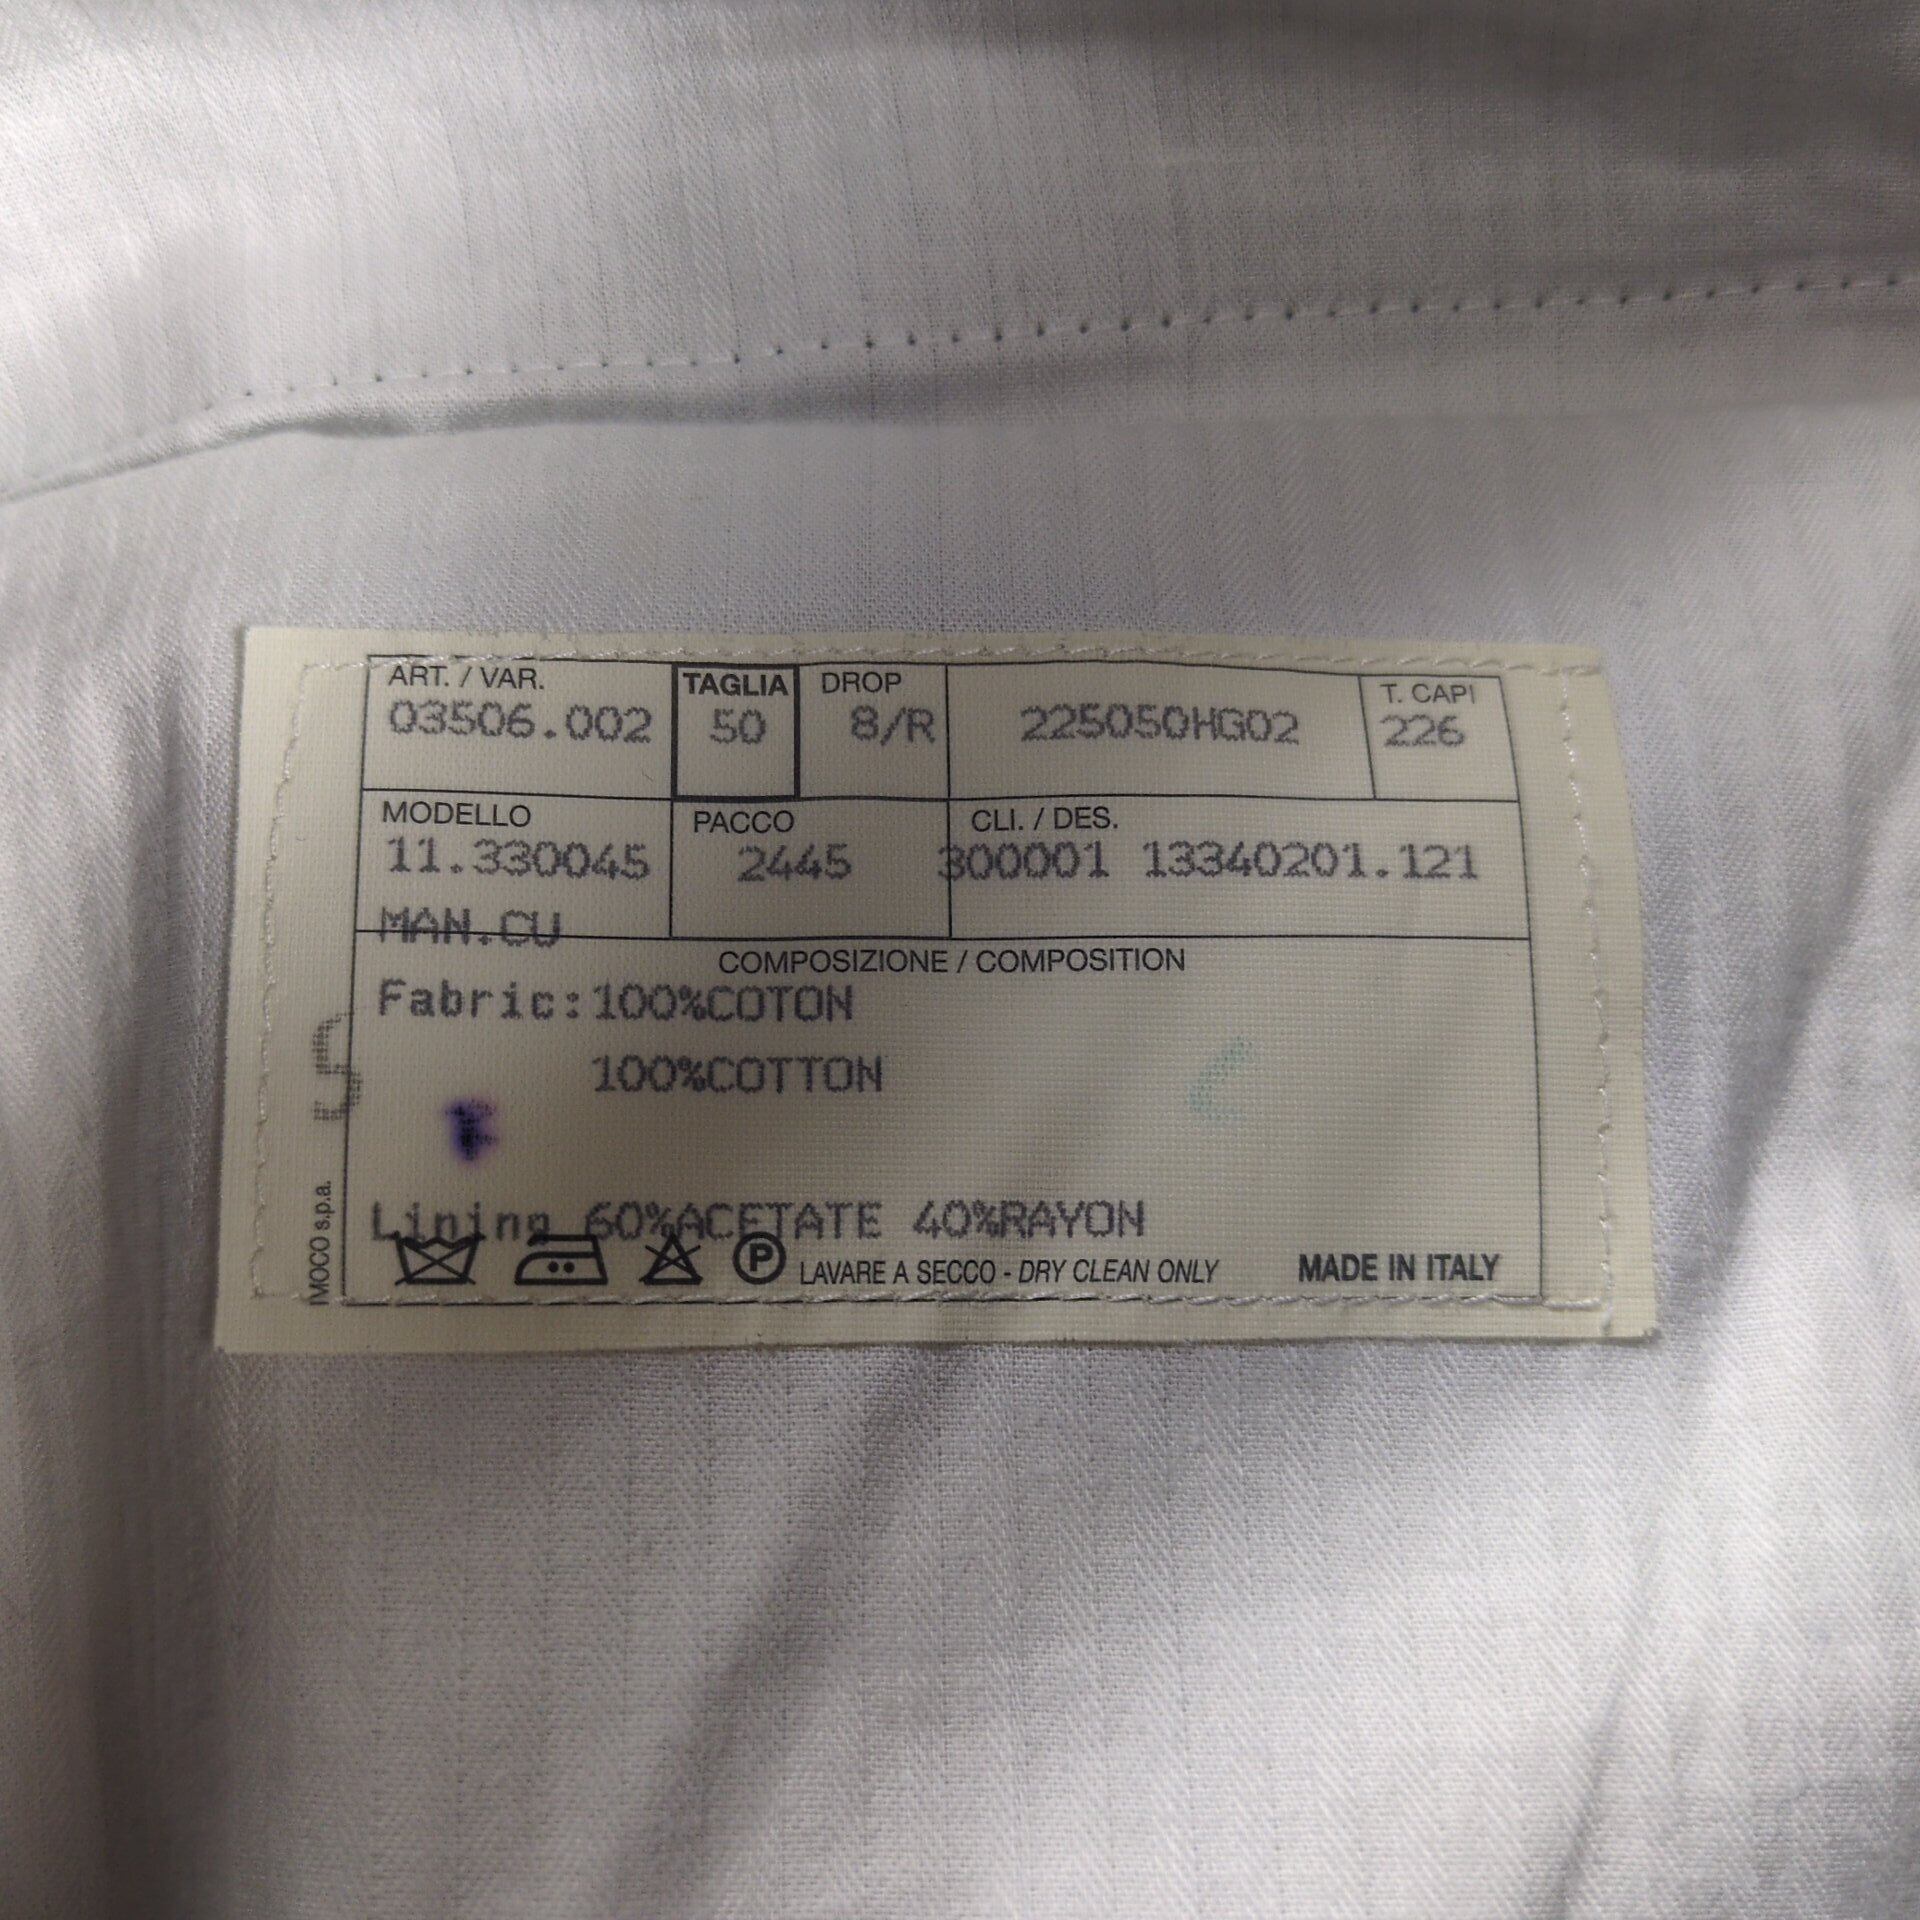 ART. / VAR. TAGLIA DROP T. CAPI
03506.002 50 8/R 225050HG02 226
MODELLO PACCO CLI. / DES.
11.330045 2445 300001 13340201.121
MAN.CU
COMPOSIZIONE / COMPOSITION
Fabric:100%COTON
100%COTTON
Lining 60%ACETATE 40%RAYON
P LAVARE A SECCO - DRY CLEAN ONLY MADE IN ITALY
IMOCO s.p.a.